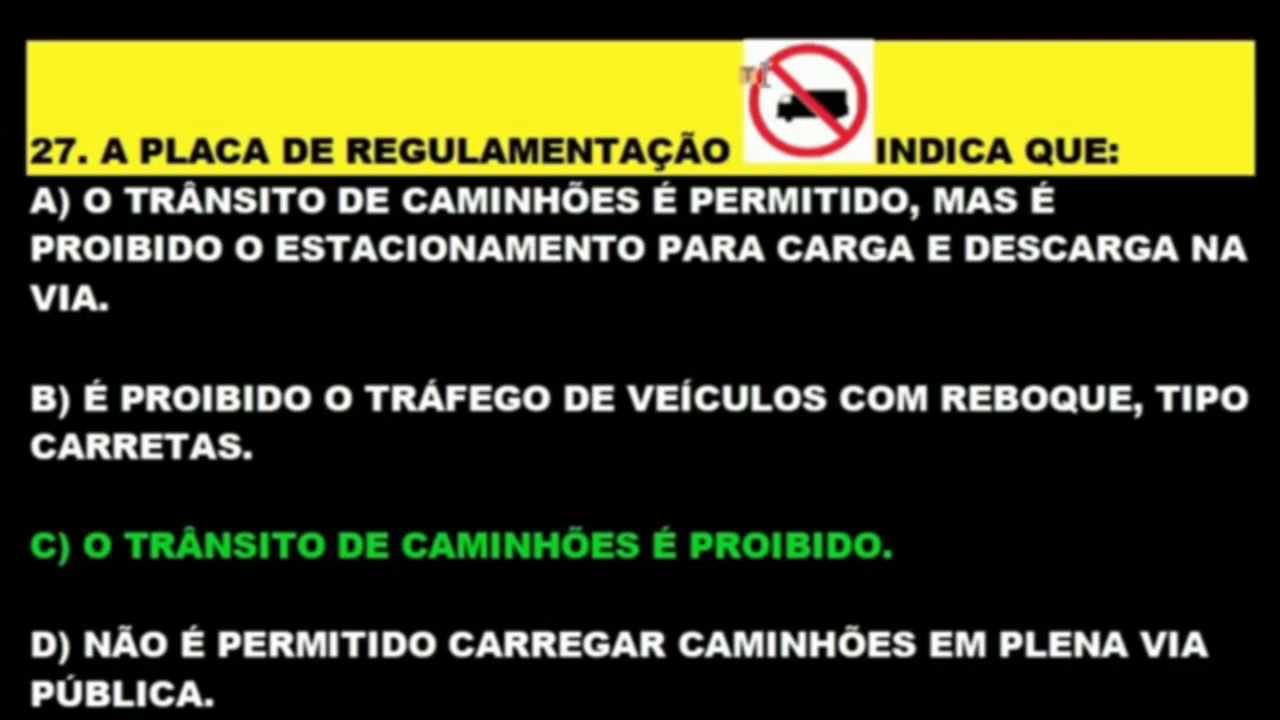 27. A PLACA DE REGULAMENTAÇÃO INDICA QUE:
A) O TRÂNSITO DE CAMINHÕES É PERMITIDO, MAS É
PROIBIDO O ESTACIONAMENTO PARA CARGA E DESCARGA NA
VIA.
B) É PROIBIDO O TRÁFEGO DE VEÍCULOS COM REBOQUE, TIPO
CARRETAS.
C) O TRÂNSITO DE CAMINHÕES É PROIBIDO.
D) NÃO É PERMITIDO CARREGAR CAMINHÕES EM PLENA VIA
PÚBLICA.